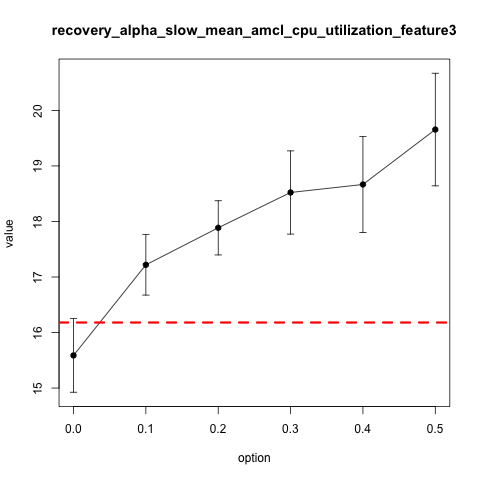 recovery_alpha_slow_mean_amcl_cpu_utilization_feature3
20
19
18
17
16
15
value
0.0 0.1 0.2 0.3 0.4 0.5
option